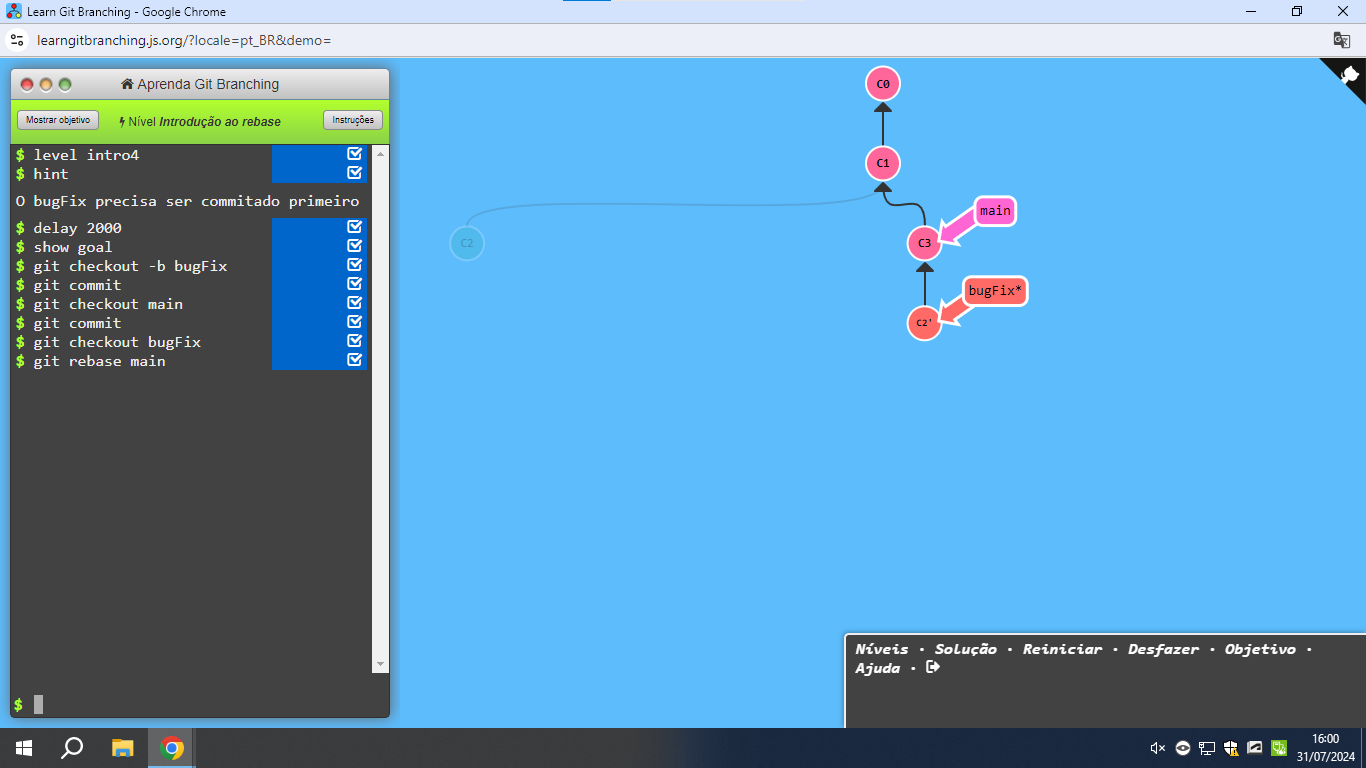 Learn Git Branching - Google Chrome
learngitbranching.js.org/?locale=pt_BR&demo=
Aprenda Git Branching
Mostrar objetivo
Nível Introdução ao rebase
Instruções
$ level intro4
$ hint
O bugFix precisa ser commitado primeiro
$ delay 2000
$ show goal
$ git checkout -b bugFix
$ git commit
$ git checkout main
$ git commit
$ git checkout bugFix
$ git rebase main
$
C0
C1
C2
C3
main
bugFix*
C2'
Níveis · Solução · Reiniciar · Desfazer · Objetivo ·
Ajuda ·
16:00
31/07/2024